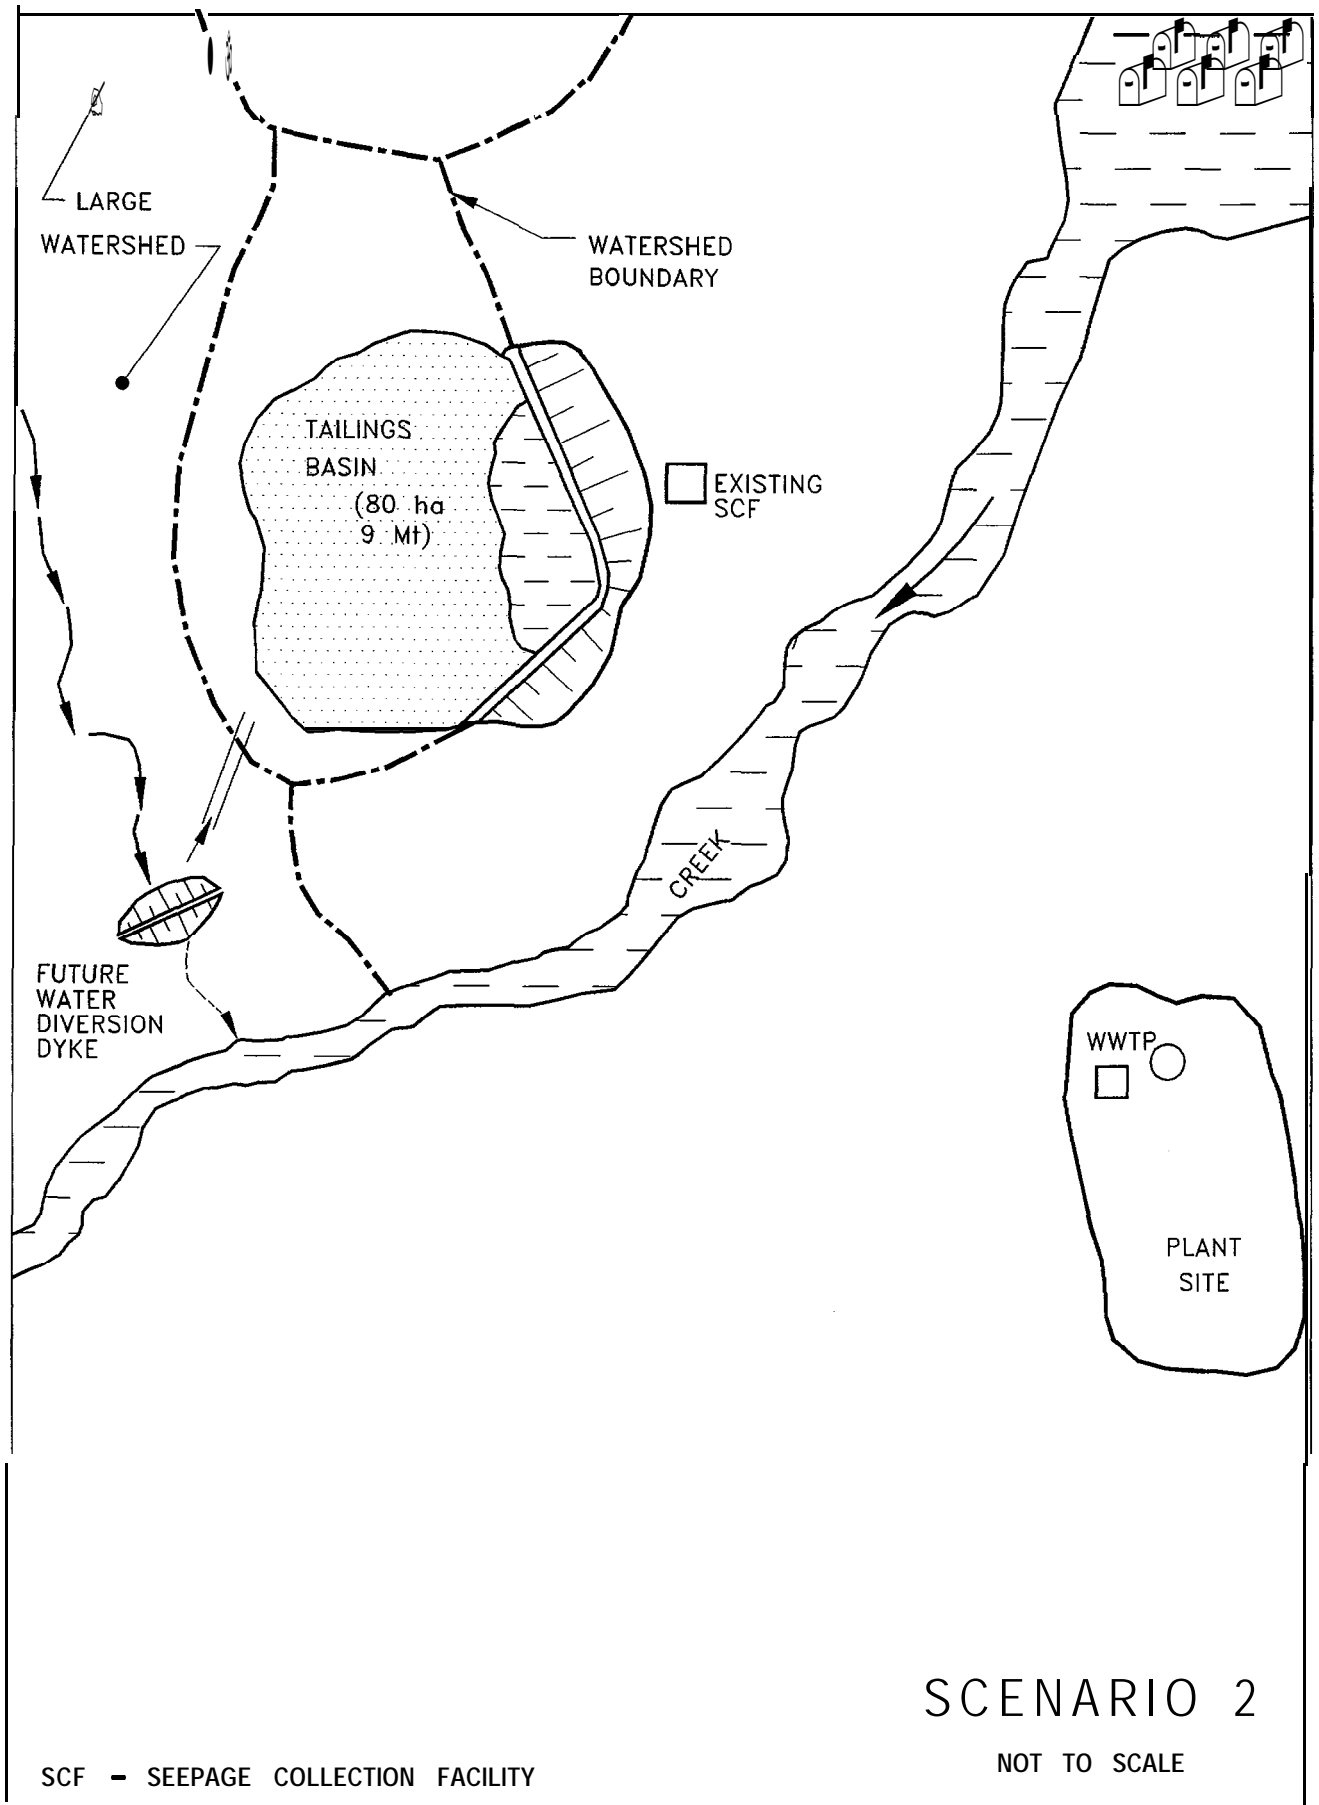 LARGE
WATERSHED
WATERSHED
BOUNDARY
TAILINGS
BASIN
(80 ha
9 Mt)
EXISTING
SCF
CREEK
FUTURE
WATER
DIVERSION
DYKE
WWTP
PLANT
SITE
SCENARIO 2
NOT TO SCALE
SCF - SEEPAGE COLLECTION FACILITY